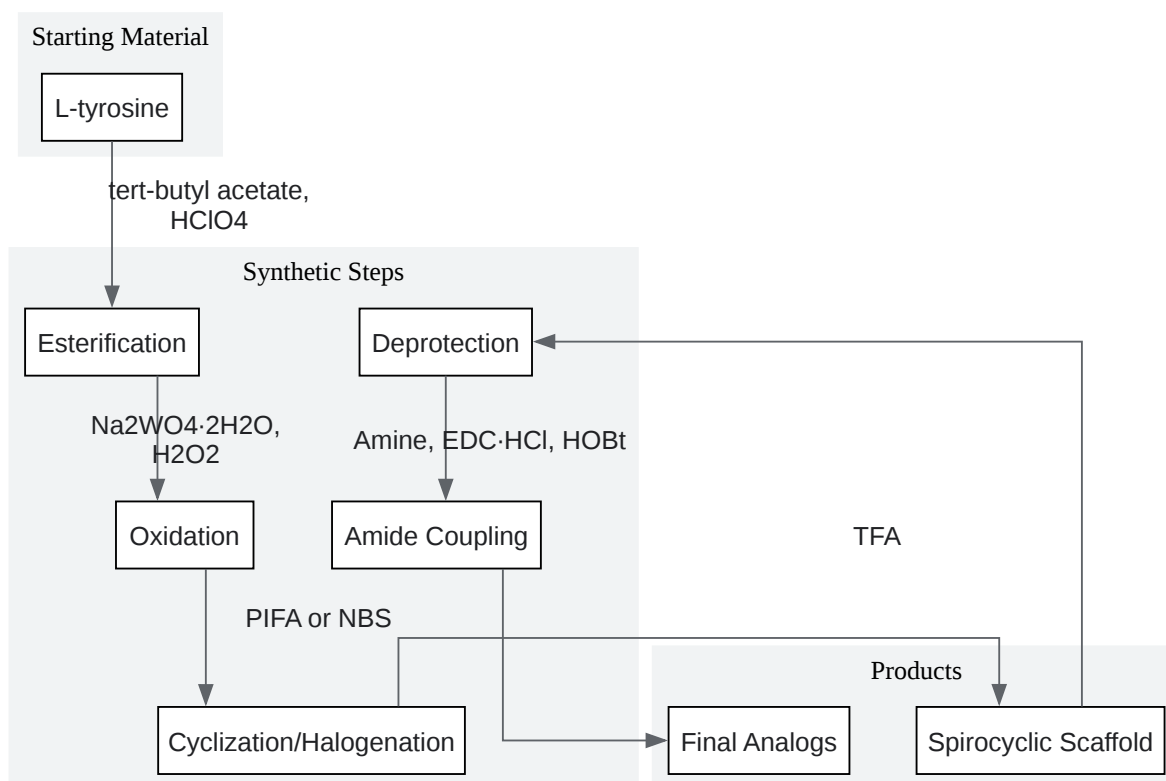 Starting Material
L-tyrosine
tert-butyl acetate,
HClO4
Synthetic Steps
Esterification
Deprotection
Na2WO4·2H2O,
H2O2
Amine, EDC·HCl, HOBt
Oxidation
Amide Coupling
TFA
PIFA or NBS
Products
Cyclization/Halogenation
Final Analogs
Spirocyclic Scaffold